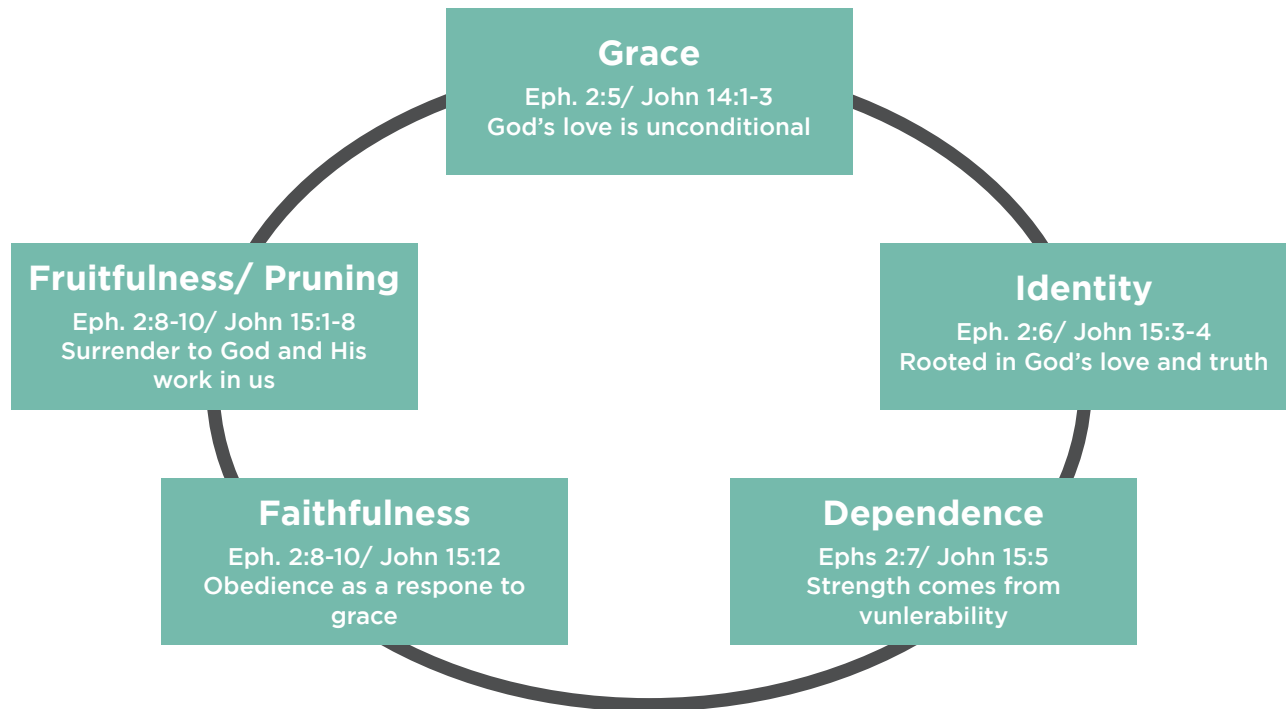 Grace
Eph. 2:5/ John 14:1-3
God's love is unconditional
Identity
Eph. 2:6/ John 15:3-4
Rooted in God's love and truth
Dependence
Ephs 2:7/ John 15:5
Strength comes from
vunlerability
Faithfulness
Eph. 2:8-10/ John 15:12
Obedience as a respone to
grace
Fruitfulness/ Pruning
Eph. 2:8-10/ John 15:1-8
Surrender to God and His
work in us